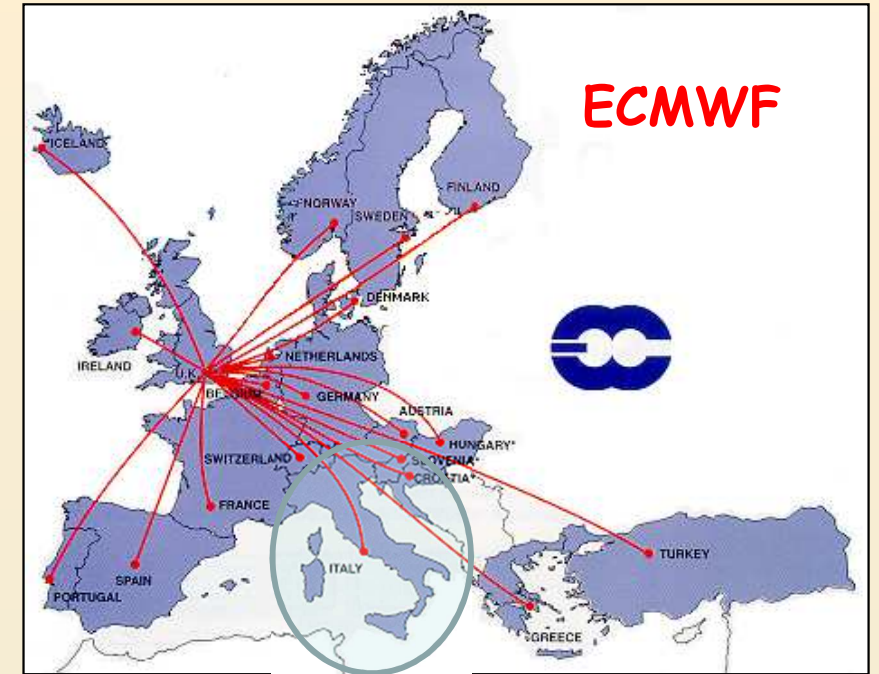 ECMWF
*ICELAND
FINLAND
*NORWAY
SWEDEN
DENMARK
IRELAND
NETHERLANDS
U.K.
BELGIUM
GERMANY
AUSTRIA
HUNGARY*
SWITZERLAND
SLOVENIA*
CROATIA*
FRANCE
TURKEY
ITALY
SPAIN
PORTUGAL
GREECE